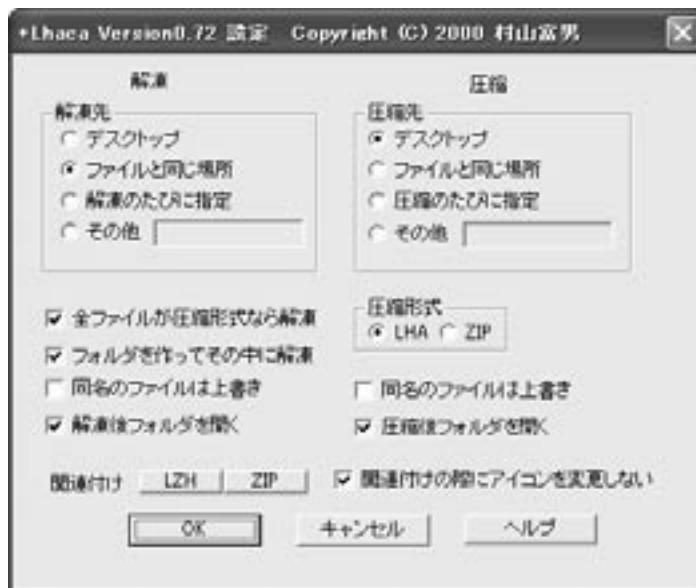 +Lhaca Version0.72 設定 Copyright (C) 2000 村山富男
解凍
解凍先
デスクトップ
ファイルと同じ場所
解凍のたびに指定
その他
全ファイルが圧縮形式なら解凍
フォルダを作ってその中に解凍
同名のファイルは上書き
解凍後フォルダを開く
圧縮
圧縮先
デスクトップ
ファイルと同じ場所
圧縮のたびに指定
その他
圧縮形式
LHA ZIP
同名のファイルは上書き
圧縮後フォルダを開く
関連付け LZH ZIP 関連付けの際にアイコンを変更しない
OK キャンセル ヘルプ